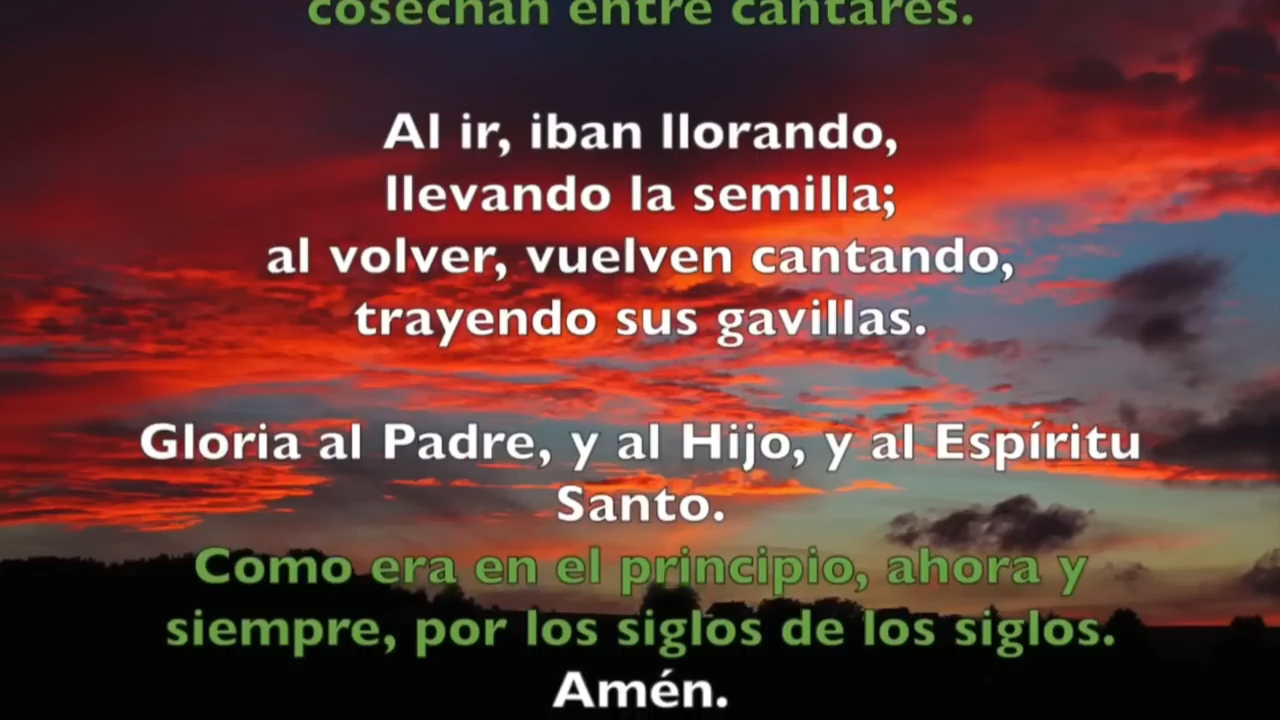 cosechan entre cantares.
Al ir, iban llorando,
llevando la semilla;
al volver, vuelven cantando,
trayendo sus gavillas.
Gloria al Padre, y al Hijo, y al Espíritu
Santo.
Como era en el principio, ahora y
siempre, por los siglos de los siglos.
Amén.